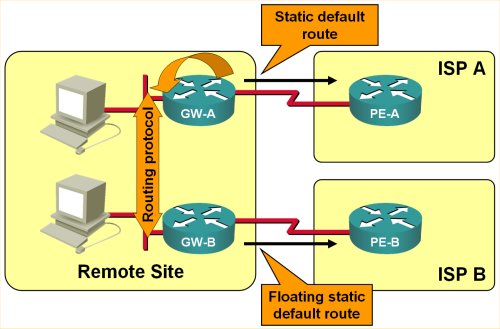 Static default
route
ISP A
GW-A
PE-A
Routing protocol
GW-B
PE-B
Remote Site
ISP B
Floating static
default route